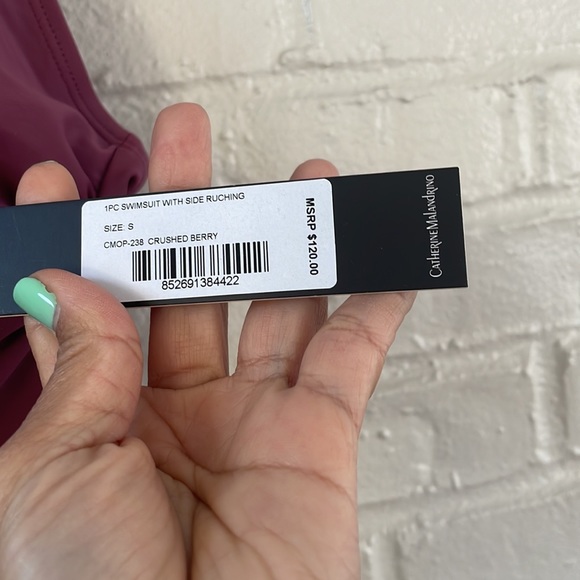 1PC SWIMSUIT WITH SIDE RUCHING
SIZE: S
CMOP-238 CRUSHED BERRY
852691384422
MSRP $120.00
CATHERINE MALANDRINO